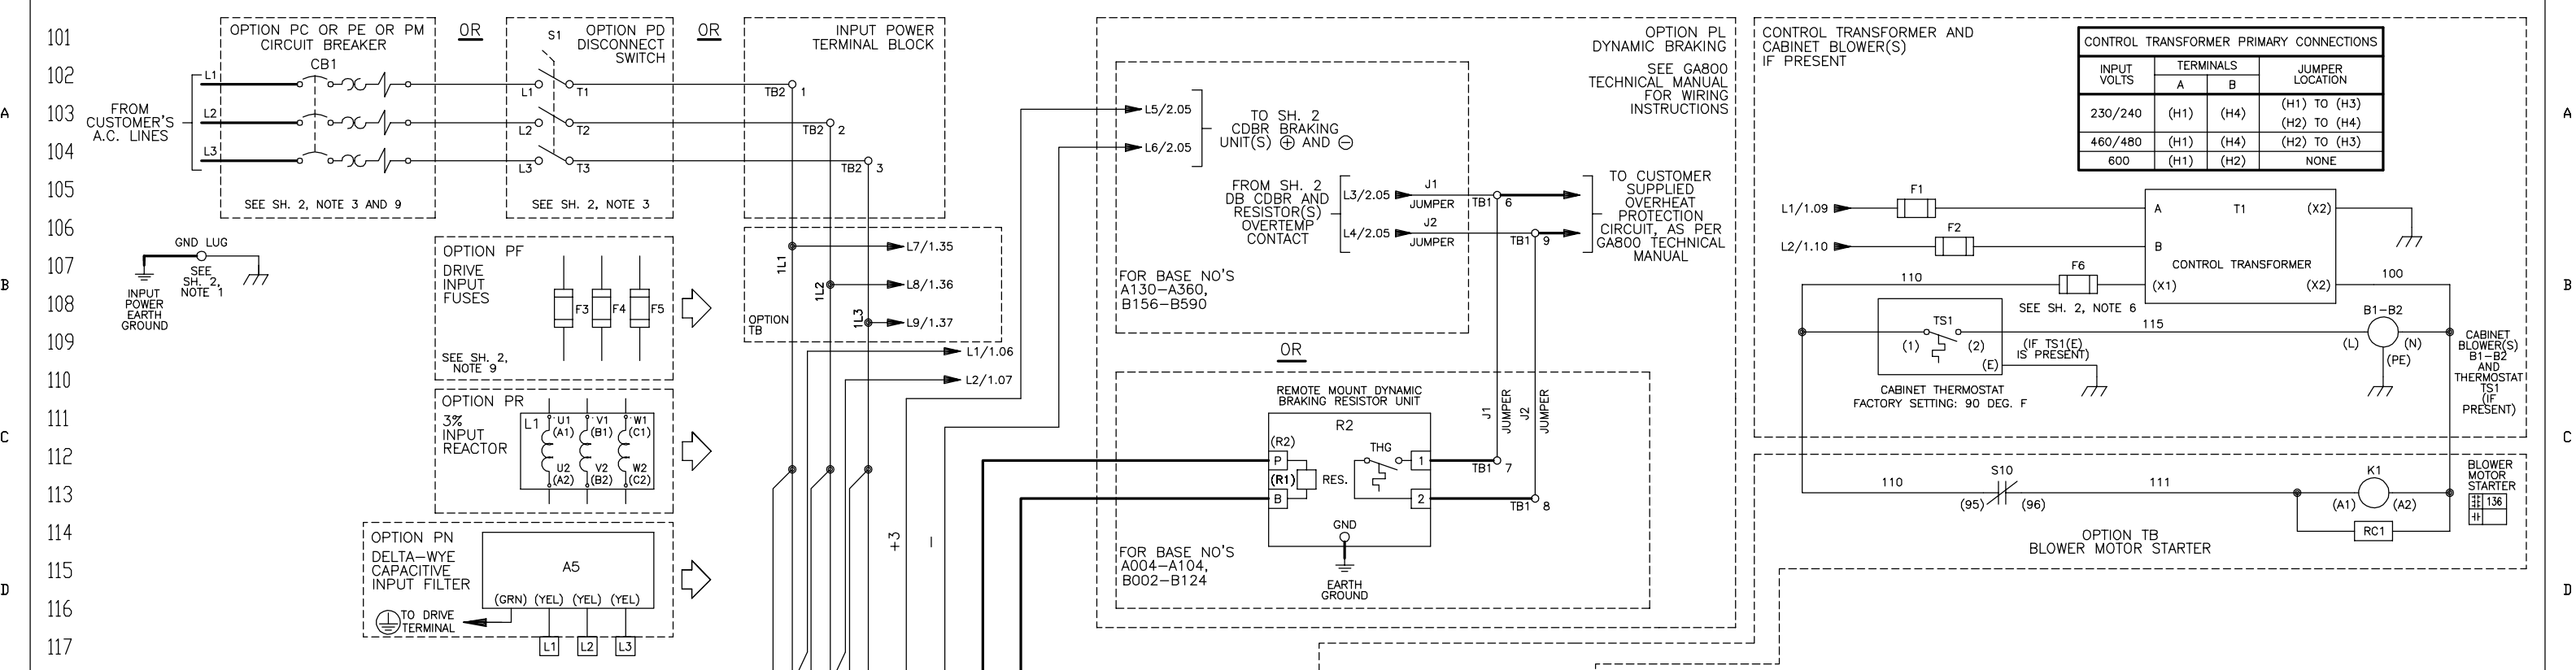 101
102
103
104
105
106
107
108
109
110
111
112
113
114
115
116
117
A
B
C
D
FROM
CUSTOMER'S
A.C. LINES
L1
L2
L3
OPTION PC OR PE OR PM
CIRCUIT BREAKER
CB1
SEE SH. 2, NOTE 3 AND 9
OR
OPTION PD
DISCONNECT
SWITCH
S1
L1
T1
L2
T2
L3
T3
SEE SH. 2, NOTE 3
OR
INPUT POWER
TERMINAL BLOCK
TB2 1
TB2 2
TB2 3
GND LUG
SEE
SH. 2,
NOTE 1
INPUT
POWER
EARTH
GROUND
OPTION PF
DRIVE
INPUT
FUSES
F3
F4
F5
SEE SH. 2,
NOTE 9
1L1
1L2
1L3
L7/1.35
L8/1.36
L9/1.37
OPTION
TB
L1/1.06
L2/1.07
OPTION PR
3%
INPUT
REACTOR
L1
U1
(A1)
V1
(B1)
W1
(C1)
U2
(A2)
V2
(B2)
W2
(C2)
OPTION PN
DELTA-WYE
CAPACITIVE
INPUT FILTER
A5
(GRN) (YEL) (YEL) (YEL)
TO DRIVE
TERMINAL
L1
L2
L3
+3
−
OPTION PL
DYNAMIC BRAKING
SEE GA800
TECHNICAL MANUAL
FOR WIRING
INSTRUCTIONS
L5/2.05
L6/2.05
TO SH. 2
CDBR BRAKING
UNIT(S) ⊕ AND ⊖
FROM SH. 2
DB CDBR AND
RESISTOR(S)
OVERTEMP
CONTACT
L3/2.05
J1
JUMPER
TB1 6
L4/2.05
J2
JUMPER
TB1 9
TO CUSTOMER
SUPPLIED
OVERHEAT
PROTECTION
CIRCUIT, AS PER
GA800 TECHNICAL
MANUAL
FOR BASE NO'S
A130-A360,
B156-B590
OR
REMOTE MOUNT DYNAMIC
BRAKING RESISTOR UNIT
R2
(R2)
P
(R1)
B
RES.
THG
1
2
GND
EARTH
GROUND
J1
JUMPER
J2
JUMPER
TB1 7
TB1 8
FOR BASE NO'S
A004-A104,
B002-B124
CONTROL TRANSFORMER AND
CABINET BLOWER(S)
IF PRESENT
CONTROL TRANSFORMER PRIMARY CONNECTIONS
INPUT
VOLTS
TERMINALS
A
B
JUMPER
LOCATION
230/240 (H1) (H4) (H1) TO (H3)
(H2) TO (H4)
460/480 (H1) (H4) (H2) TO (H3)
600 (H1) (H2) NONE
L1/1.09
F1
L2/1.10
F2
A
T1
(X2)
B
CONTROL TRANSFORMER
(X1)
(X2)
110
F6
100
SEE SH. 2, NOTE 6
TS1
(1)
(2)
(E)
115
(IF TS1(E)
IS PRESENT)
CABINET THERMOSTAT
FACTORY SETTING: 90 DEG. F
B1-B2
(L)
(N)
(PE)
CABINET
BLOWER(S)
B1-B2
AND
THERMOSTAT
TS1
(IF
PRESENT)
110
S10
(95)
(96)
111
K1
(A1)
(A2)
RC1
BLOWER
MOTOR
STARTER
136
OPTION TB
BLOWER MOTOR STARTER
A
B
C
D